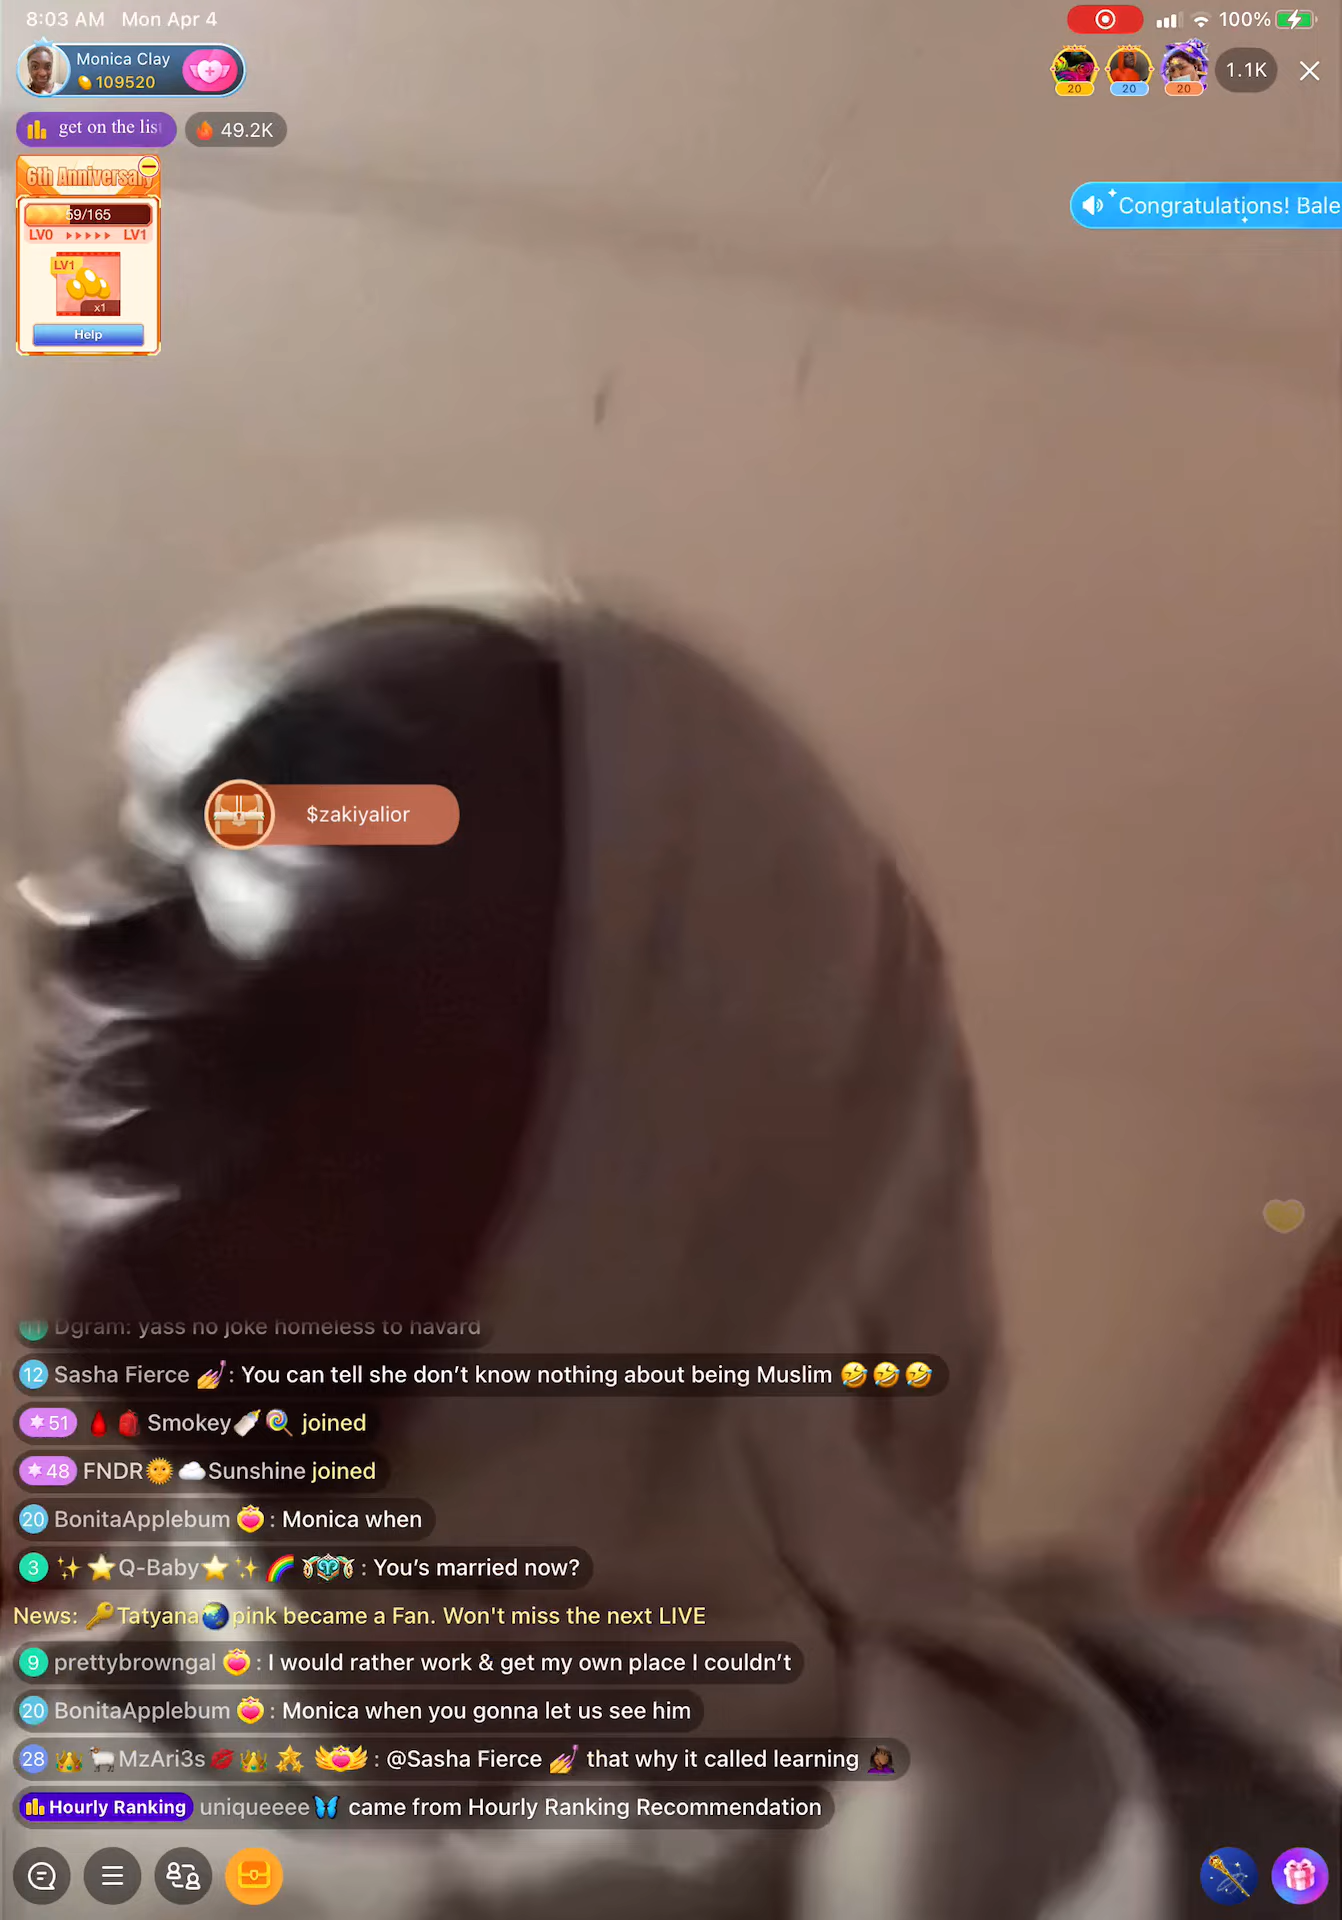 8:03 AM Mon Apr 4
100%
Monica Clay
109520
20
20
20
1.1K
get on the lis
49.2K
6th Anniversary
59/165
LV0 LV1
LV1
x1
Help
Congratulations! Bale
$zakiyalior
11 Dgram: yass no joke homeless to havard
12 Sasha Fierce 💅: You can tell she don't know nothing about being Muslim 🤣🤣🤣
51 🩸🎒Smokey🍼🍭 joined
48 FNDR🌞☁️Sunshine joined
20 BonitaApplebum : Monica when
3 ✨⭐Q-Baby⭐✨🌈 : You's married now?
News: 🔑Tatyana🌏pink became a Fan. Won't miss the next LIVE
9 prettybrowngal : I would rather work & get my own place I couldn't
20 BonitaApplebum : Monica when you gonna let us see him
28 👑🐑MzAri3s💋👑 : @Sasha Fierce 💅 that why it called learning 🤦🏾‍♀️
Hourly Ranking uniqueeee🦋 came from Hourly Ranking Recommendation